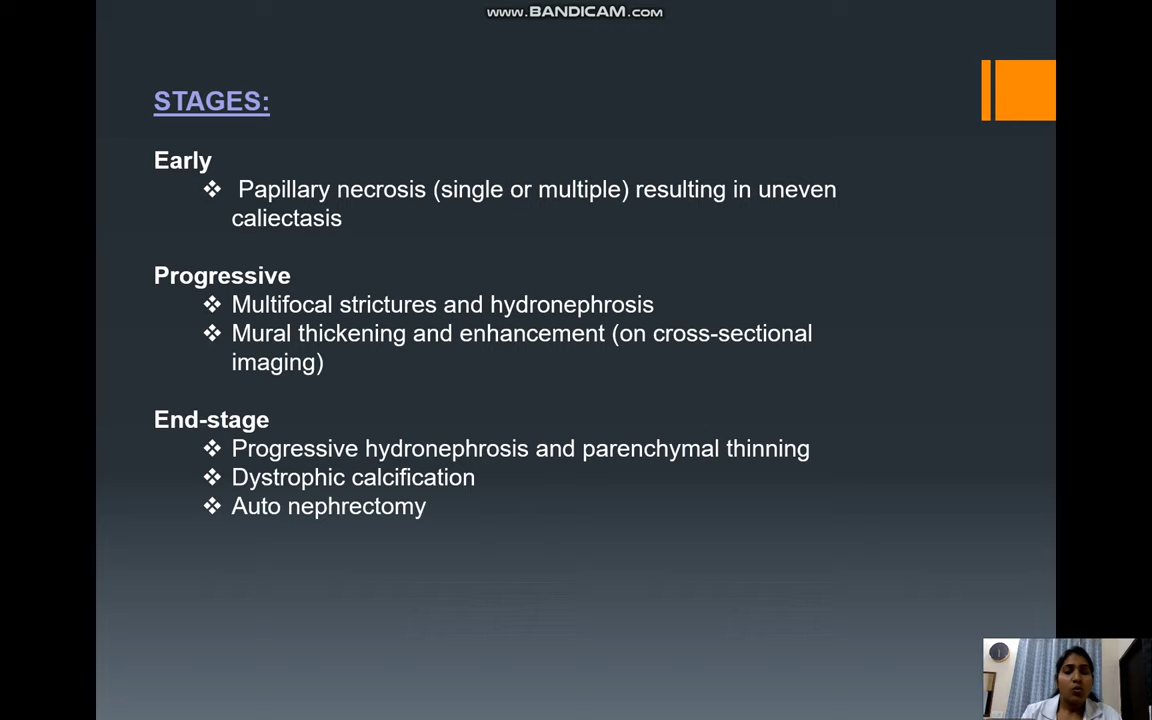 www.BANDICAM.com
STAGES:
Early
❖ Papillary necrosis (single or multiple) resulting in uneven
caliectasis
Progressive
❖ Multifocal strictures and hydronephrosis
❖ Mural thickening and enhancement (on cross-sectional
imaging)
End-stage
❖ Progressive hydronephrosis and parenchymal thinning
❖ Dystrophic calcification
❖ Auto nephrectomy